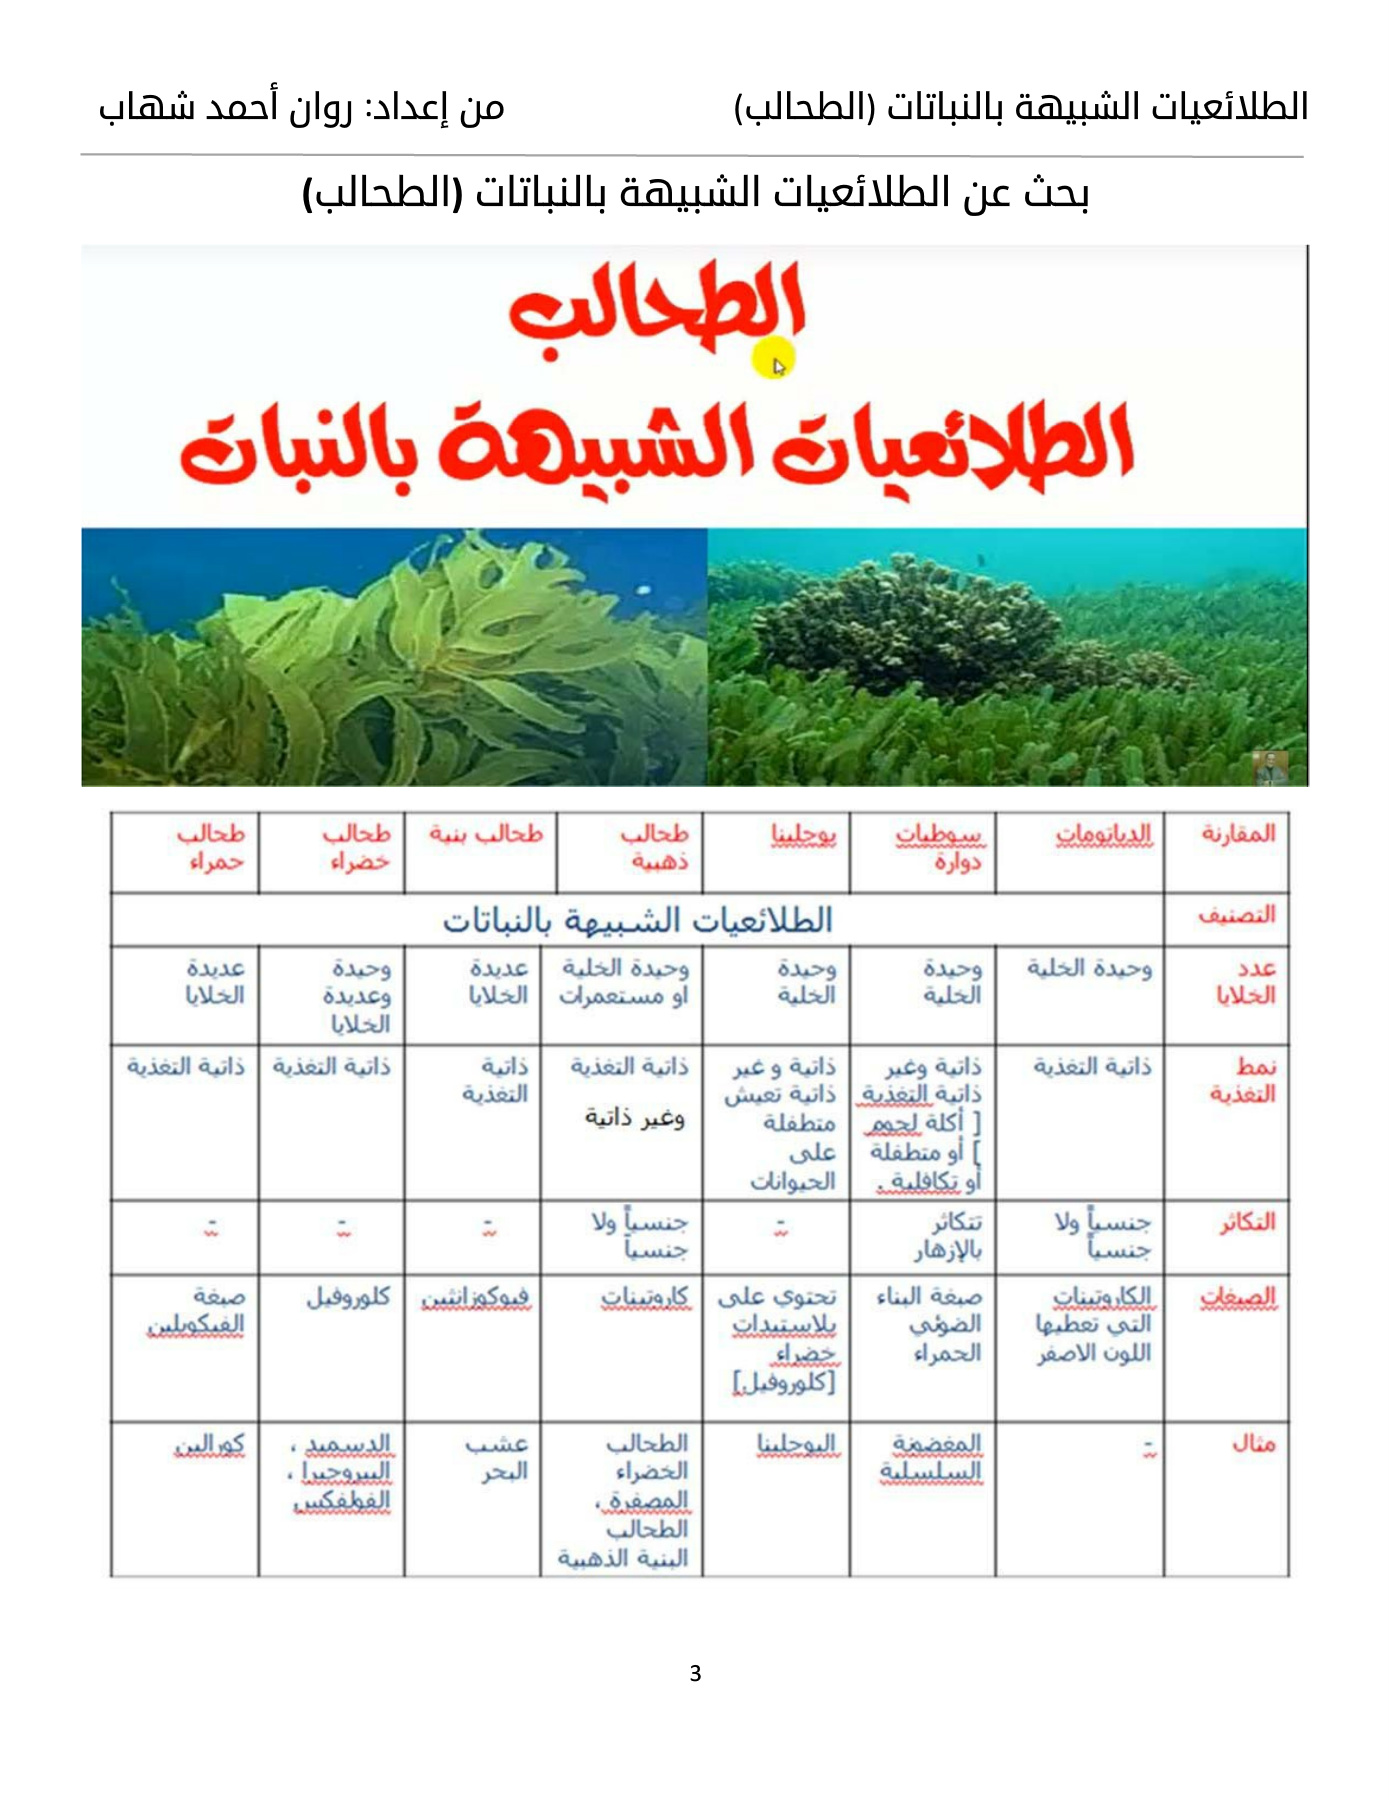 الطلائعيات الشبيهة بالنباتات (الطحالب) من إعداد: روان أحمد شهاب
بحث عن الطلائعيات الشبيهة بالنباتات (الطحالب)
الطحالب
الطلائعيات الشبيهة بالنبات
المقارنة
الدياتومات
سوطيات
دوارة
يوجلينا
طحالب
ذهبية
طحالب بنية
طحالب
خضراء
طحالب
حمراء
التصنيف
الطلائعيات الشبيهة بالنباتات
عدد
الخلايا
وحيدة الخلية
وحيدة
الخلية
وحيدة
الخلية
وحيدة الخلية
او مستعمرات
عديدة
الخلايا
وحيدة
وعديدة
الخلايا
عديدة
الخلايا
نمط
التغذية
ذاتية التغذية
ذاتية وغير
ذاتية التغذية
[ أكلة لحوم
] أو متطفلة
أو تكافلية .
ذاتية و غير
ذاتية تعيش
متطفلة
على
الحيوانات
ذاتية التغذية
وغير ذاتية
ذاتية
التغذية
ذاتية التغذية
ذاتية التغذية
التكاثر
جنسياً ولا
جنسياً
تتكاثر
بالإزهار
-
جنسياً ولا
جنسياً
-
-
-
الصبغات
الكاروتينات
التي تعطيها
اللون الاصفر
صبغة البناء
الضوئي
الحمراء
تحتوي على
بلاستيدات
خضراء
[كلوروفيل]
كاروتينات
فيوكوزانثين
كلوروفيل
صبغة
الفيكوبلين
مثال
-
المغضونة
السلسلية
اليوجلينا
الطحالب
الخضراء
المصفرة ،
الطحالب
البنية الذهبية
عشب
البحر
الدسميد ،
البيروجيرا ،
الفولفكس
كورالين
3